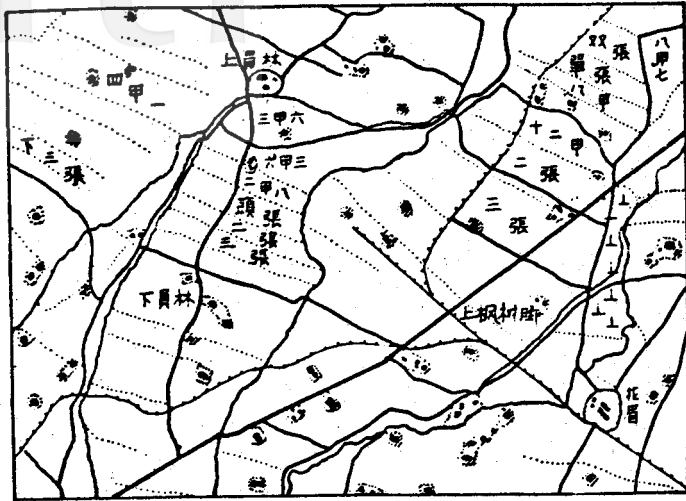 上員林
四甲一
下三張
三甲六
三甲六
八甲二
頭二三
張張張
下員林
双張甲
單八
八甲七
十二甲
二張
三張
上枫树脚
花眉